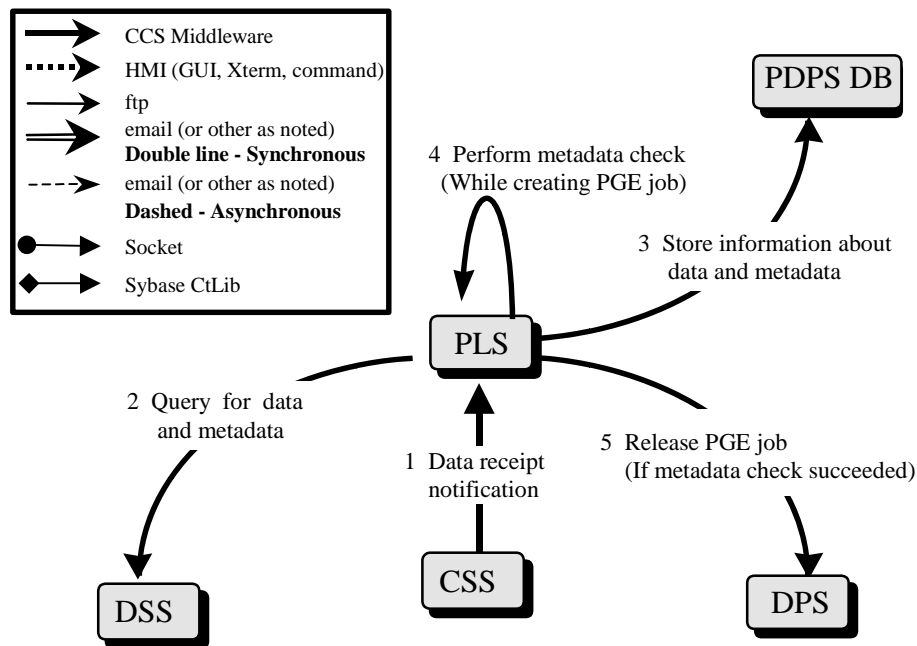 CCS Middleware
HMI (GUI, Xterm, command)
ftp
email (or other as noted)
Double line - Synchronous
email (or other as noted)
Dashed - Asynchronous
Socket
Sybase CtLib
PDPS DB
4 Perform metadata check
(While creating PGE job)
3 Store information about
data and metadata
PLS
2 Query for data
and metadata
5 Release PGE job
(If metadata check succeeded)
1 Data receipt
notification
DSS
CSS
DPS